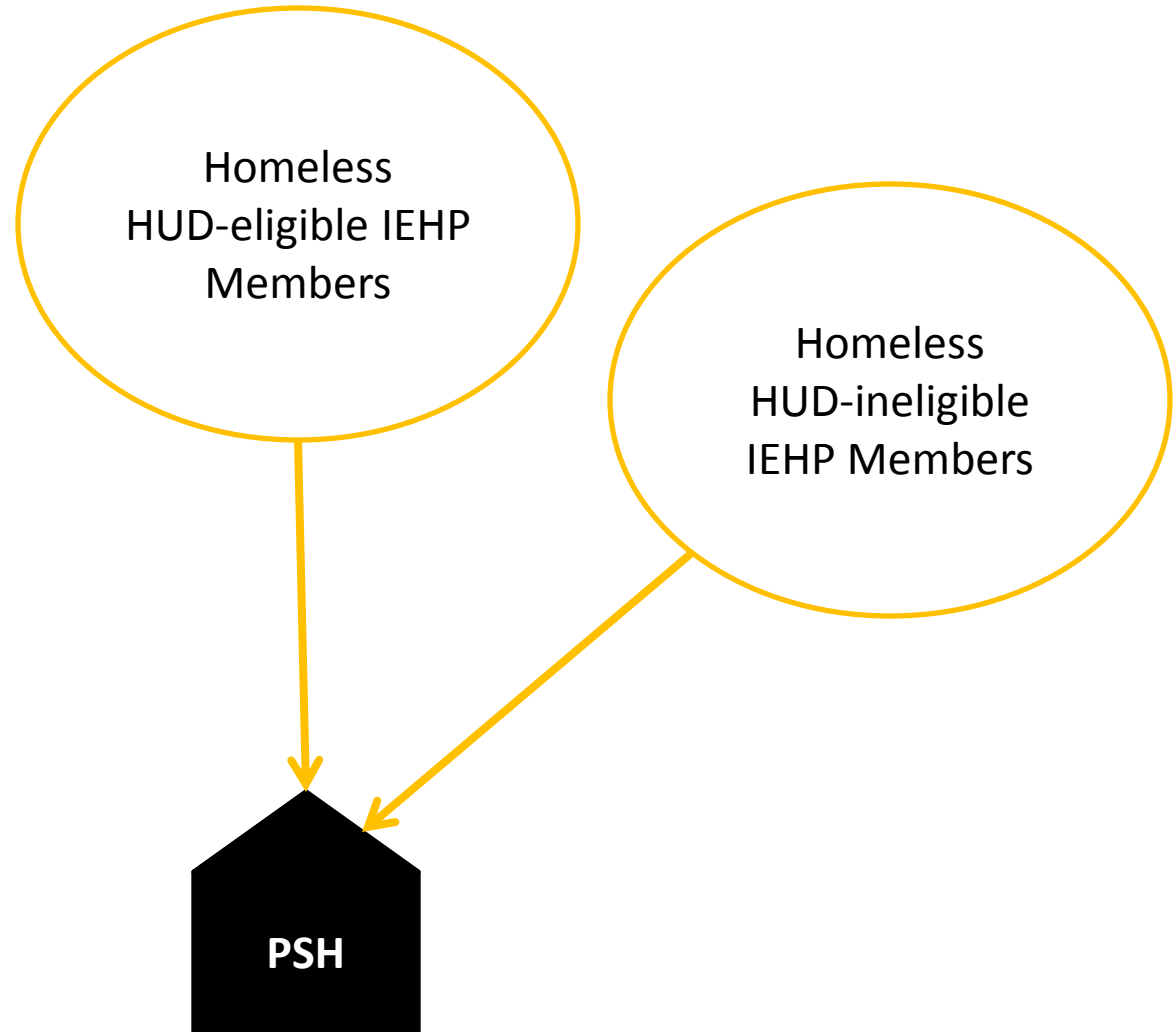 Homeless
HUD-eligible IEHP
Members
Homeless
HUD-ineligible
IEHP Members
PSH